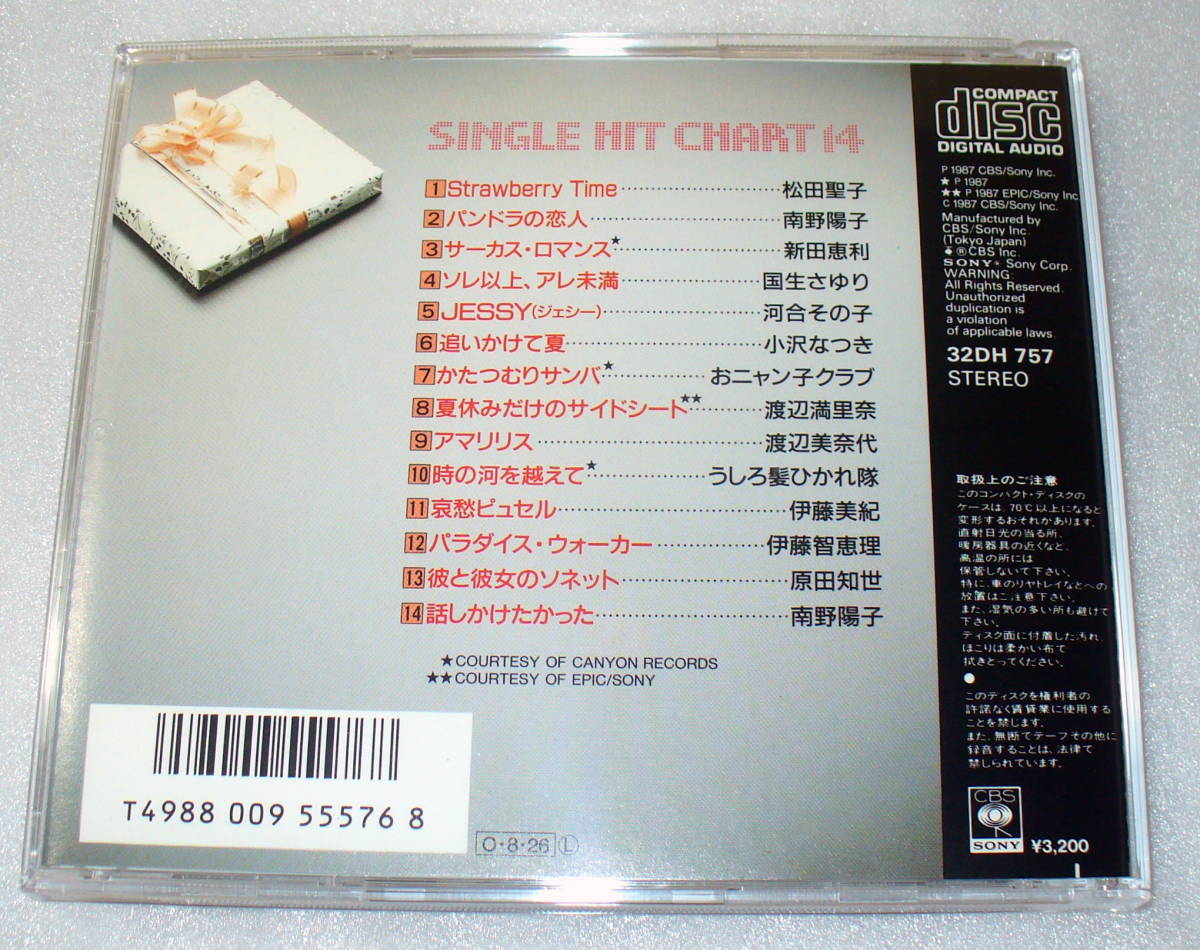 SINGLE HIT CHART 14
1 Strawberry Time 松田聖子
2 パンドラの恋人 南野陽子
3 サーカス・ロマンス★ 新田恵利
4 ソレ以上、アレ未満 国生さゆり
5 JESSY(ジェシー) 河合その子
6 追いかけて夏 小沢なつき
7 かたつむりサンバ★ おニャン子クラブ
8 夏休みだけのサイドシート★★ 渡辺満里奈
9 アマリリス 渡辺美奈代
10 時の河を越えて★ うしろ髪ひかれ隊
11 哀愁ピュセル 伊藤美紀
12 パラダイス・ウォーカー 伊藤智恵理
13 彼と彼女のソネット 原田知世
14 話しかけたかった 南野陽子
★COURTESY OF CANYON RECORDS
★★COURTESY OF EPIC/SONY
T4988 009 55576 8
O・8・26 L
COMPACT
disc
DIGITAL AUDIO
P 1987 CBS/Sony Inc.
★ P 1987
★★ P 1987 EPIC/Sony Inc.
C 1987 CBS/Sony Inc.
Manufactured by
CBS/Sony Inc.
(Tokyo Japan)
®CBS Inc.
SONY® Sony Corp.
WARNING:
All Rights Reserved.
Unauthorized
duplication is
a violation
of applicable laws.
32DH 757
STEREO
取扱上のご注意
このコンパクト・ディスクの
ケースは、70℃以上になると
変形するおそれかあります。
直射日光の当る所、
暖房器具の近くなと、
高温の所には
保管しないて下さい。
特に、車のリヤトレイなとへの
放置はご注意下さい。
また、湿気の多い所も避けて
下さい。
ディスク面に付着した汚れ、
ほこりは柔かい布て
拭きとってください。
●
このディスクを権利者の
許諾なく賃貸業に使用する
ことを禁じます。
また、無断てテープその他に
録音することは、法律て
禁しられています。
CBS
SONY
¥3,200